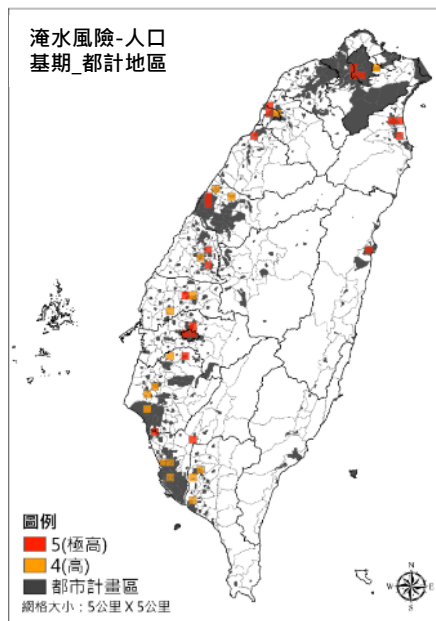 淹水風險-人口
基期_都計地區
圖例
5(極高)
4(高)
都市計畫區
網格大小：5公里 X 5公里
N
W
E
S